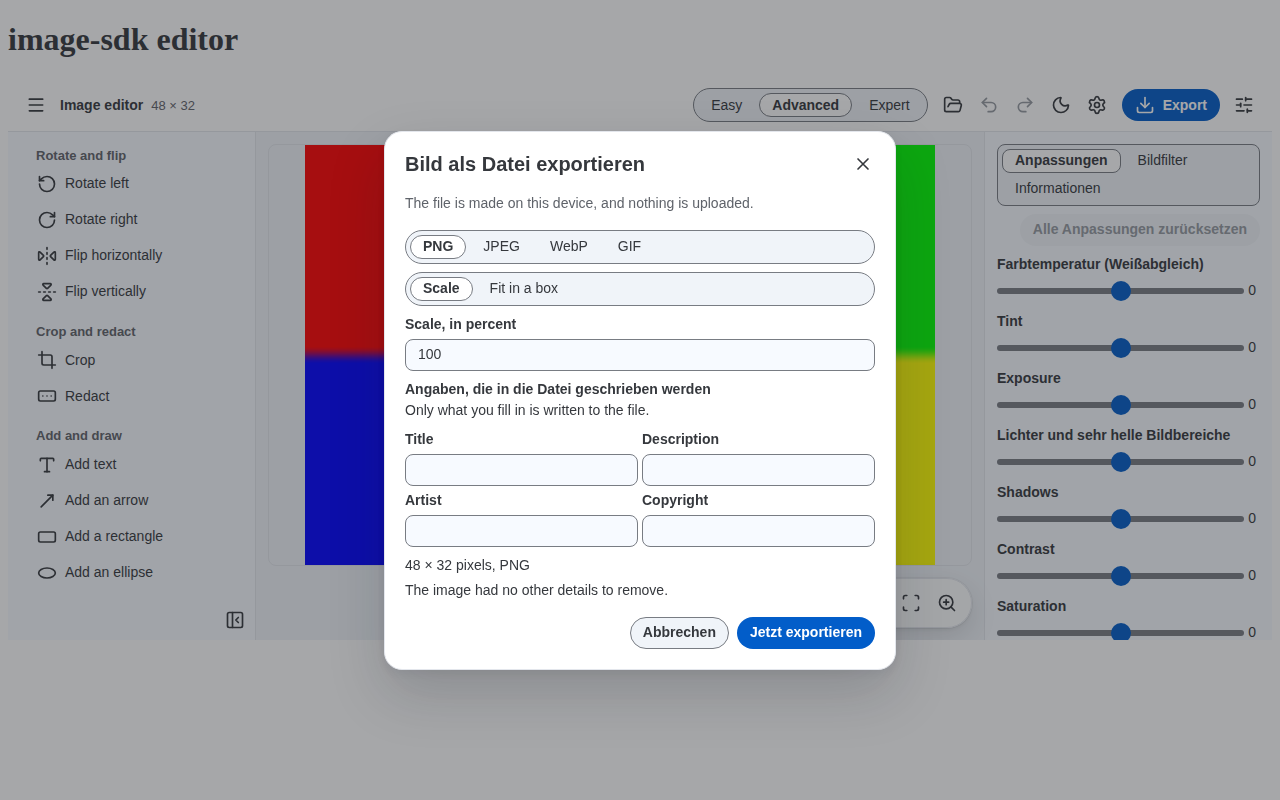 image-sdk editor
Image editor 48 × 32
Easy Advanced Expert
Export
Rotate and flip
Rotate left
Rotate right
Flip horizontally
Flip vertically
Crop and redact
Crop
Redact
Add and draw
Add text
Add an arrow
Add a rectangle
Add an ellipse
Bild als Datei exportieren
The file is made on this device, and nothing is uploaded.
PNG JPEG WebP GIF
Scale Fit in a box
Scale, in percent
100
Angaben, die in die Datei geschrieben werden
Only what you fill in is written to the file.
Title Description
Artist Copyright
48 × 32 pixels, PNG
The image had no other details to remove.
Abbrechen Jetzt exportieren
Anpassungen Bildfilter
Informationen
Alle Anpassungen zurücksetzen
Farbtemperatur (Weißabgleich)
0
Tint
0
Exposure
0
Lichter und sehr helle Bildbereiche
0
Shadows
0
Contrast
0
Saturation
0